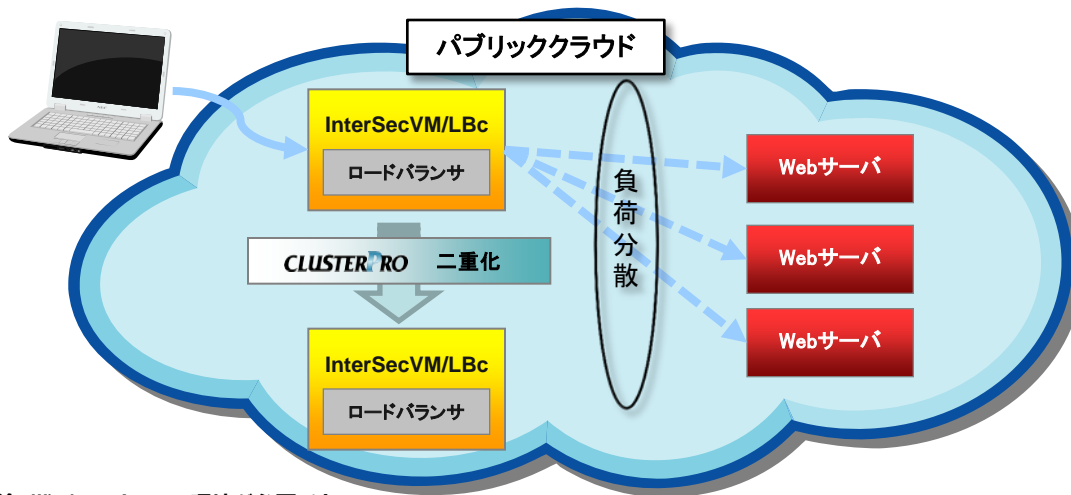 パブリッククラウド
InterSecVM/LBc
ロードバランサ
CLUSTERPRO 二重化
InterSecVM/LBc
ロードバランサ
負荷分散
Webサーバ
Webサーバ
Webサーバ